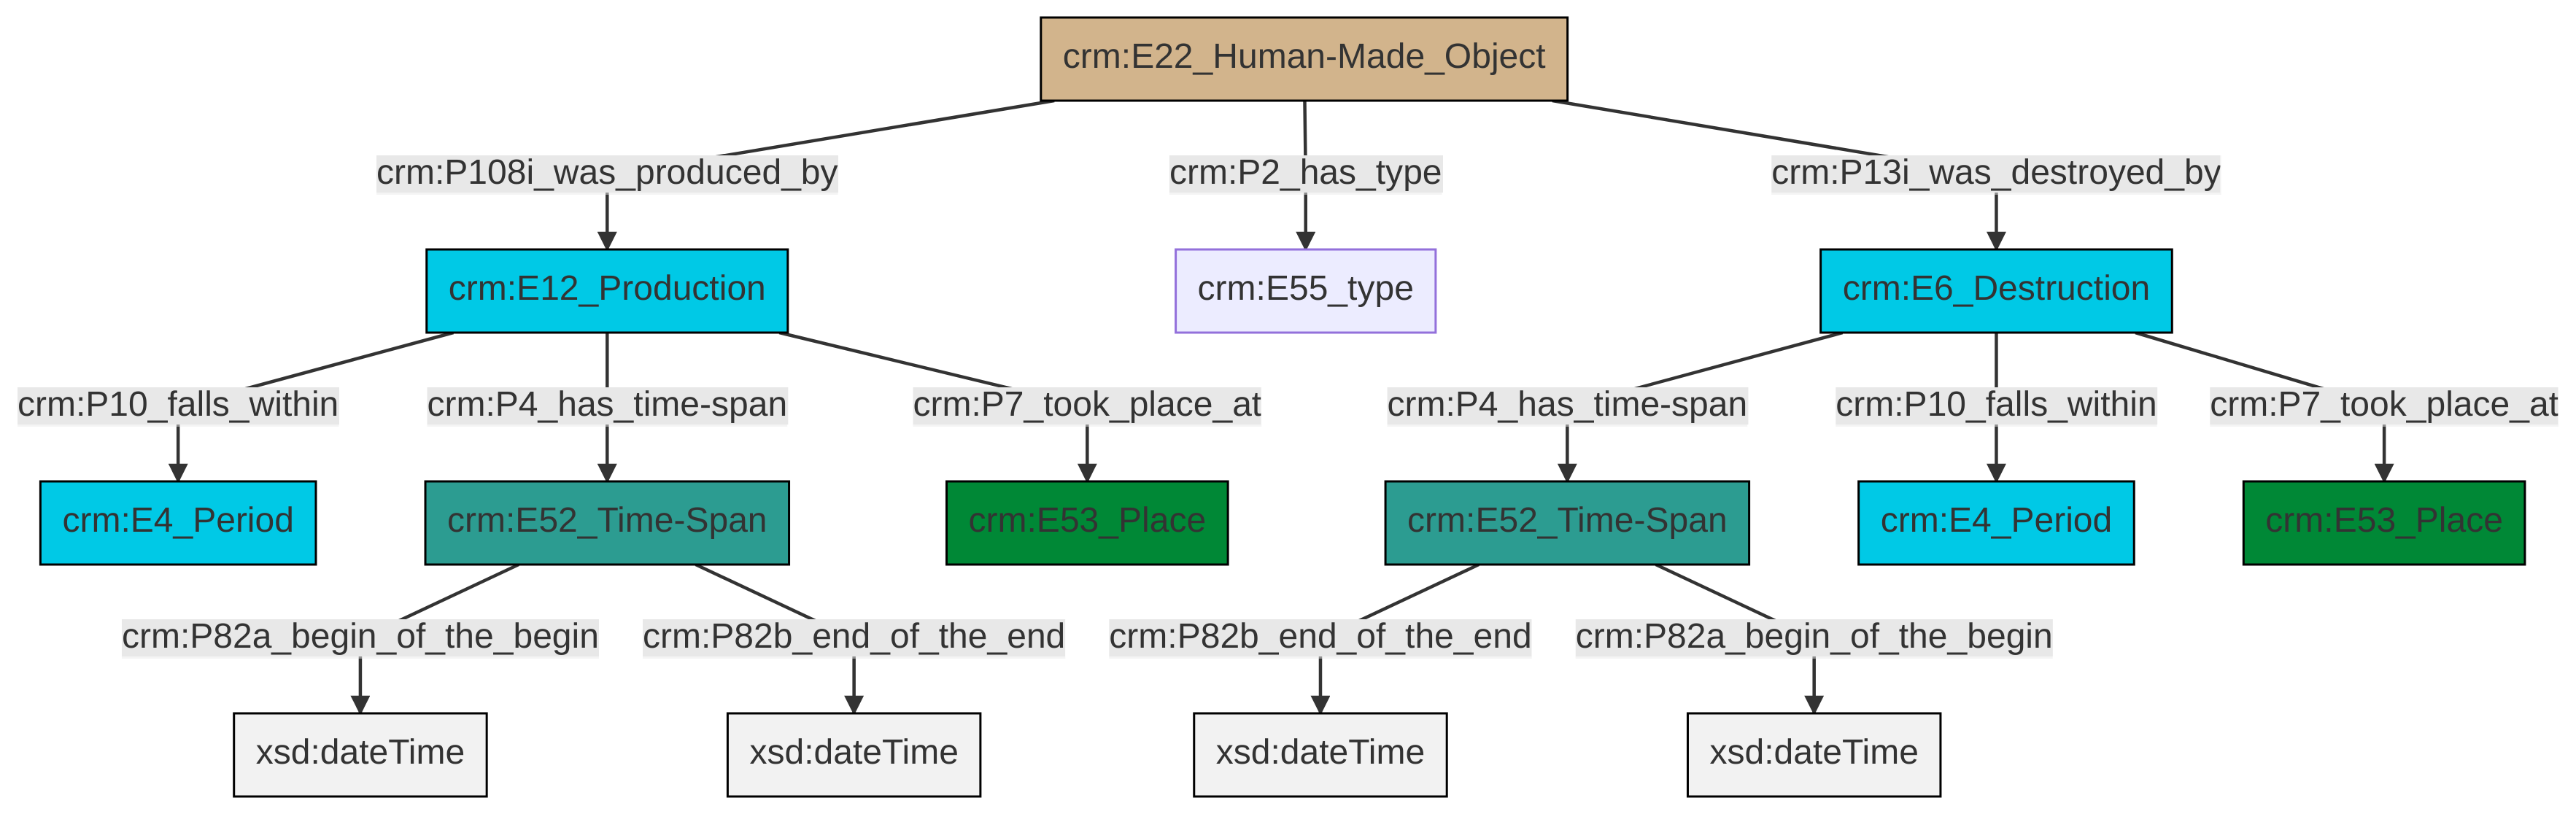 crm:E22_Human-Made_Object
crm:P108i_was_produced_by
crm:P2_has_type
crm:P13i_was_destroyed_by
crm:E12_Production
crm:E55_type
crm:E6_Destruction
crm:P10_falls_within
crm:P4_has_time-span
crm:P7_took_place_at
crm:P4_has_time-span
crm:P10_falls_within
crm:P7_took_place_at
crm:E4_Period
crm:E52_Time-Span
crm:E53_Place
crm:E52_Time-Span
crm:E4_Period
crm:E53_Place
crm:P82a_begin_of_the_begin
crm:P82b_end_of_the_end
crm:P82b_end_of_the_end
crm:P82a_begin_of_the_begin
xsd:dateTime
xsd:dateTime
xsd:dateTime
xsd:dateTime